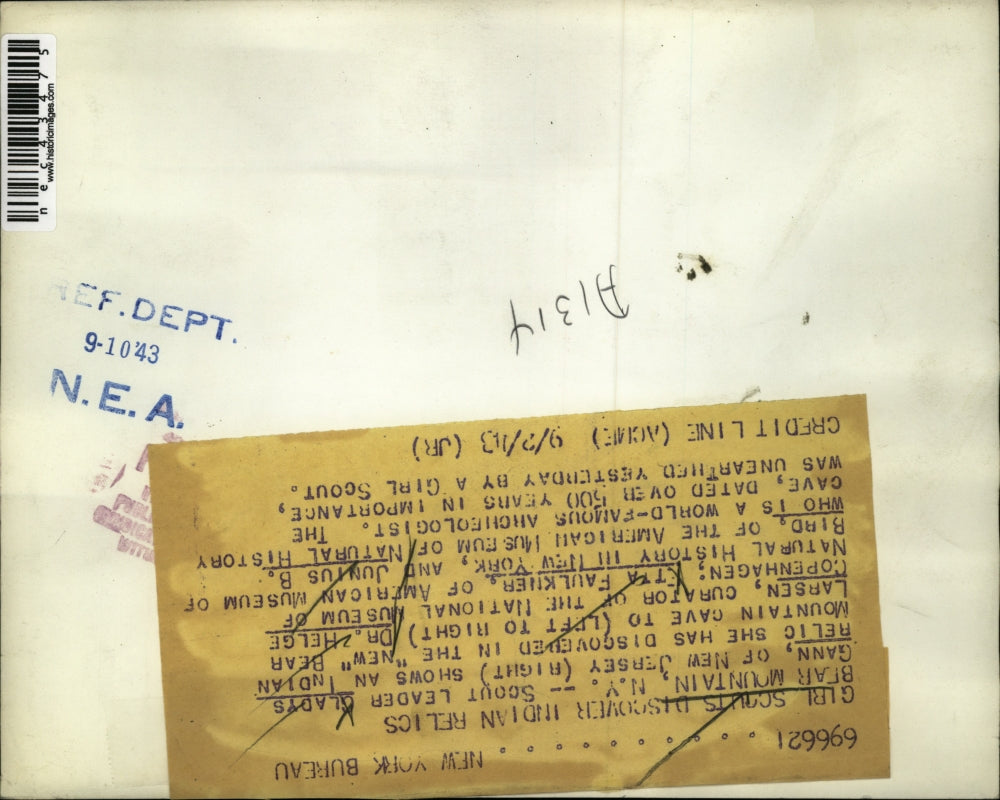 nec43475
www.historicimages.com
REF. DEPT.
9-10'43
N.E.A.
A1314
696621 . . . . . . . . . . . NEW YORK BUREAU
GIRL SCOUTS DISCOVER INDIAN RELICS
BEAR MOUNTAIN, N.Y. -- SCOUT LEADER GLADYS
GANN, OF NEW JERSEY (RIGHT) SHOWS AN INDIAN
RELIC SHE HAS DISCOVERED IN THE "NEW" BEAR
MOUNTAIN CAVE TO (LEFT TO RIGHT) DR. HELGE
LARSEN, CURATOR OF THE NATIONAL MUSEUM OF
COPENHAGEN; FAULKNER, OF AMERICAN MUSEUM OF
NATURAL HISTORY IN NEW YORK, AND JUNIUS B.
BIRD, OF THE AMERICAN MUSEUM OF NATURAL HISTORY
WHO IS A WORLD-FAMOUS ARCHEOLOGIST. THE
CAVE, DATED OVER 500 YEARS IN IMPORTANCE,
WAS UNEARTHED YESTERDAY BY A GIRL SCOUT.
CREDIT LINE (ACME) 9/2/43 (JR)